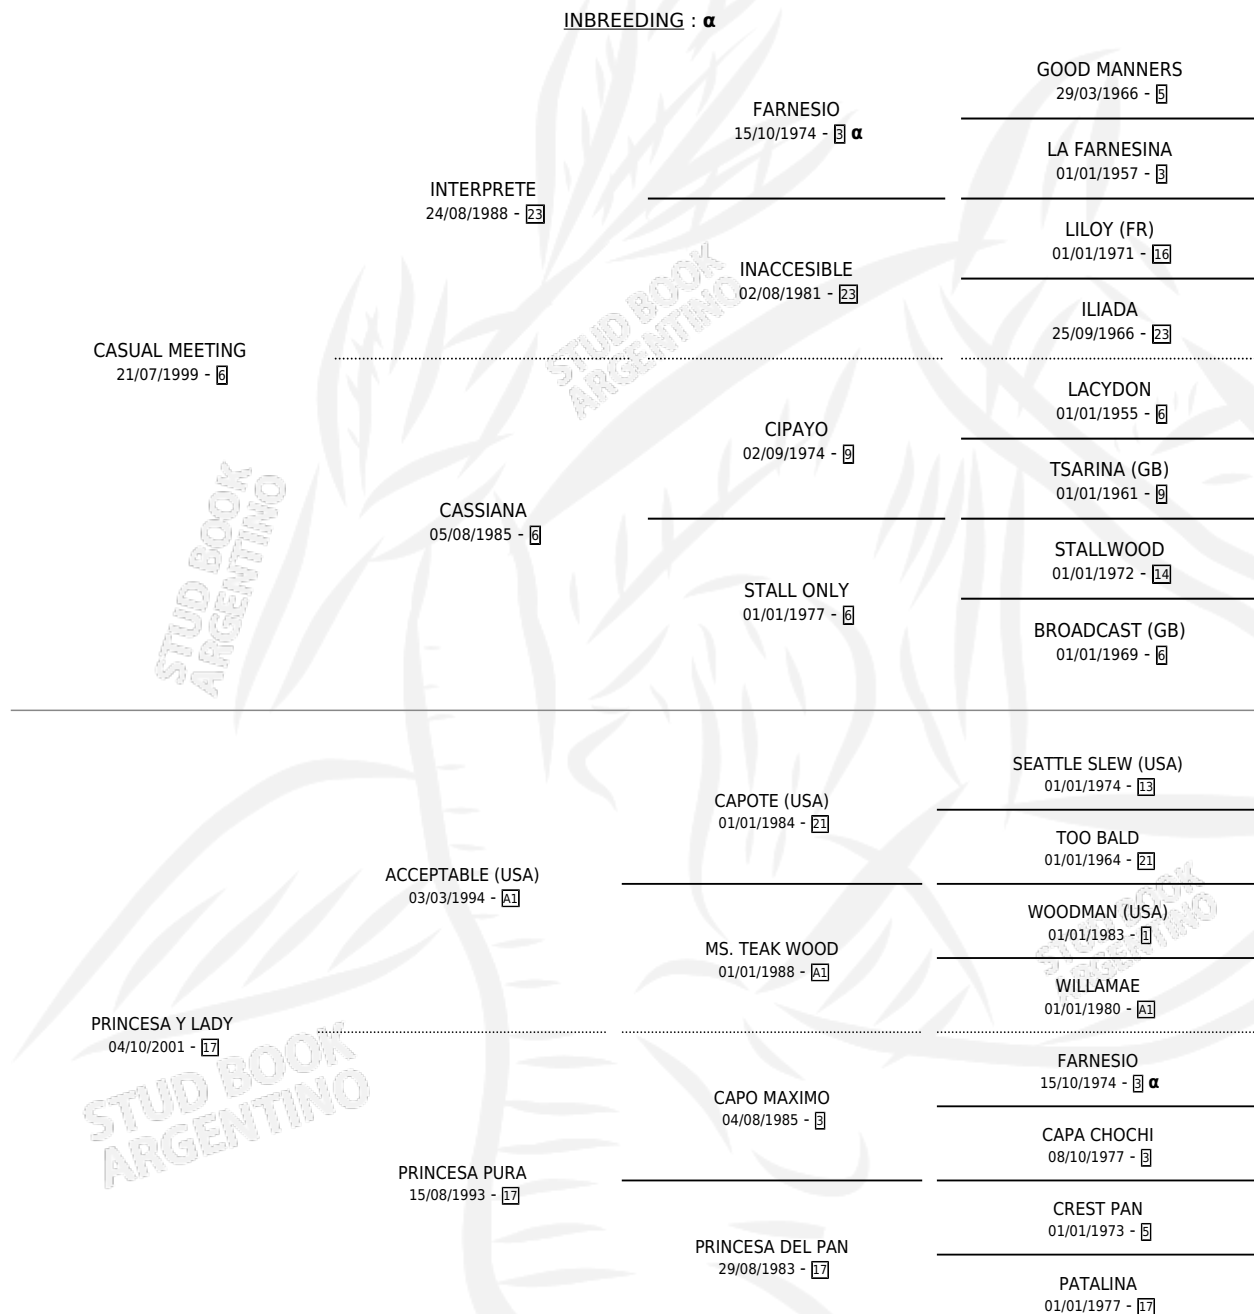 INBREEDING : α
GOOD MANNERS
29/03/1966 - 5
FARNESIO
15/10/1974 - 3 α
LA FARNESINA
01/01/1957 - 3
INTERPRETE
24/08/1988 - 23
LILOY (FR)
01/01/1971 - 16
INACCESIBLE
02/08/1981 - 23
ILIADA
25/09/1966 - 23
CASUAL MEETING
21/07/1999 - 6
LACYDON
01/01/1955 - 6
CIPAYO
02/09/1974 - 9
TSARINA (GB)
01/01/1961 - 9
CASSIANA
05/08/1985 - 6
STALLWOOD
01/01/1972 - 14
STALL ONLY
01/01/1977 - 6
BROADCAST (GB)
01/01/1969 - 6
SEATTLE SLEW (USA)
01/01/1974 - 13
CAPOTE (USA)
01/01/1984 - 21
TOO BALD
01/01/1964 - 21
ACCEPTABLE (USA)
03/03/1994 - A1
WOODMAN (USA)
01/01/1983 - 1
MS. TEAK WOOD
01/01/1988 - A1
WILLAMAE
01/01/1980 - A1
PRINCESA Y LADY
04/10/2001 - 17
FARNESIO
15/10/1974 - 3 α
CAPO MAXIMO
04/08/1985 - 3
CAPA CHOCHI
08/10/1977 - 3
PRINCESA PURA
15/08/1993 - 17
CREST PAN
01/01/1973 - 5
PRINCESA DEL PAN
29/08/1983 - 17
PATALINA
01/01/1977 - 17
STUD BOOK
ARGENTINO
STUD BOOK
ARGENTINO
STUD BOOK
ARGENTINO
STUD BOOK
ARGENTINO